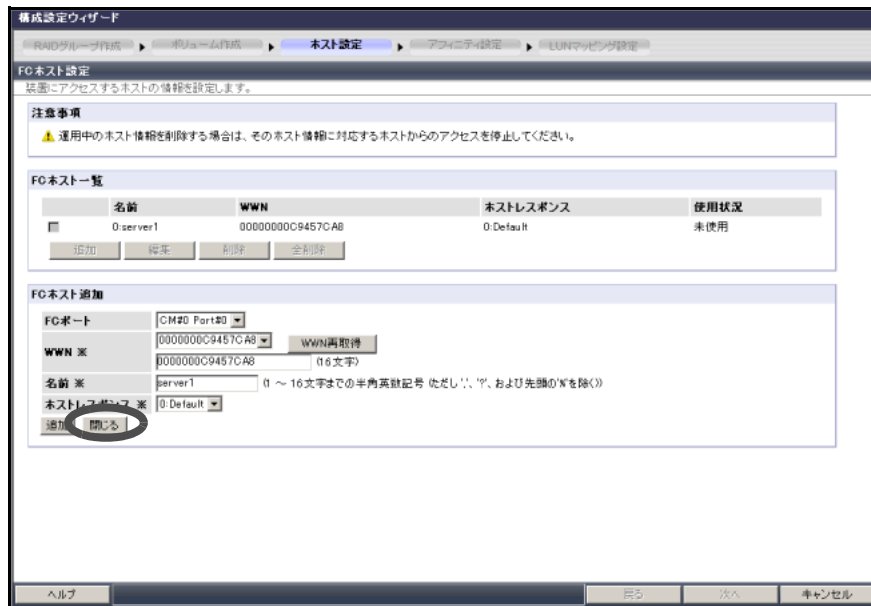 構成設定ウィザード
RAIDグループ作成 ボリューム作成 ホスト設定 アフィニティ設定 LUNマッピング設定
FCホスト設定
装置にアクセスするホストの情報を設定します。
注意事項
運用中のホスト情報を削除する場合は、そのホスト情報に対応するホストからのアクセスを停止してください。
FCホスト一覧
名前 WWN ホストレスポンス 使用状況
0:server1 00000000C9457CA8 0:Default 未使用
追加 編集 削除 全削除
FCホスト追加
FCポート CM#0 Port#0
WWN ※ 0000000C9457CA8 WWN再取得
0000000C9457CA8 (16文字)
名前 ※ server1 (1 ～ 16文字までの半角英数記号 (ただし',', '?', および先頭の'%'を除く))
ホストレスポンス ※ 0:Default
追加 閉じる
ヘルプ 戻る 次へ キャンセル